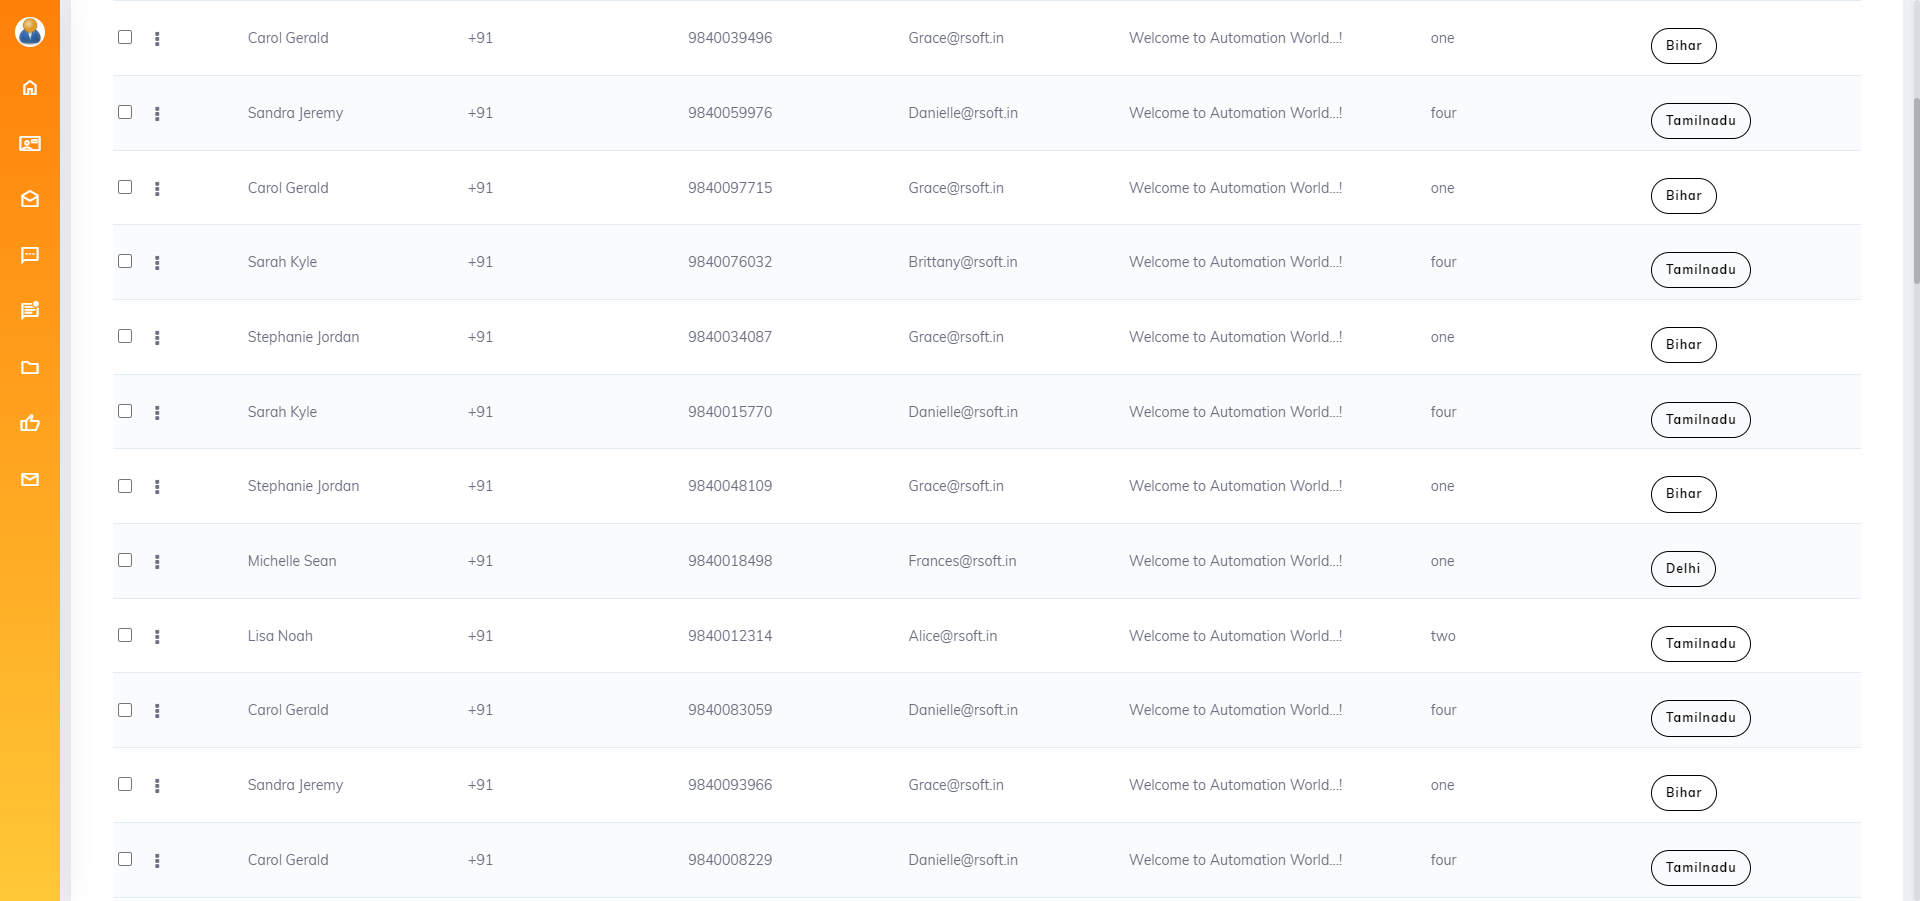 Carol Gerald +91 9840039496 Grace@rsoft.in Welcome to Automation World...! one Bihar
Sandra Jeremy +91 9840059976 Danielle@rsoft.in Welcome to Automation World...! four Tamilnadu
Carol Gerald +91 9840097715 Grace@rsoft.in Welcome to Automation World...! one Bihar
Sarah Kyle +91 9840076032 Brittany@rsoft.in Welcome to Automation World...! four Tamilnadu
Stephanie Jordan +91 9840034087 Grace@rsoft.in Welcome to Automation World...! one Bihar
Sarah Kyle +91 9840015770 Danielle@rsoft.in Welcome to Automation World...! four Tamilnadu
Stephanie Jordan +91 9840048109 Grace@rsoft.in Welcome to Automation World...! one Bihar
Michelle Sean +91 9840018498 Frances@rsoft.in Welcome to Automation World...! one Delhi
Lisa Noah +91 9840012314 Alice@rsoft.in Welcome to Automation World...! two Tamilnadu
Carol Gerald +91 9840083059 Danielle@rsoft.in Welcome to Automation World...! four Tamilnadu
Sandra Jeremy +91 9840093966 Grace@rsoft.in Welcome to Automation World...! one Bihar
Carol Gerald +91 9840008229 Danielle@rsoft.in Welcome to Automation World...! four Tamilnadu